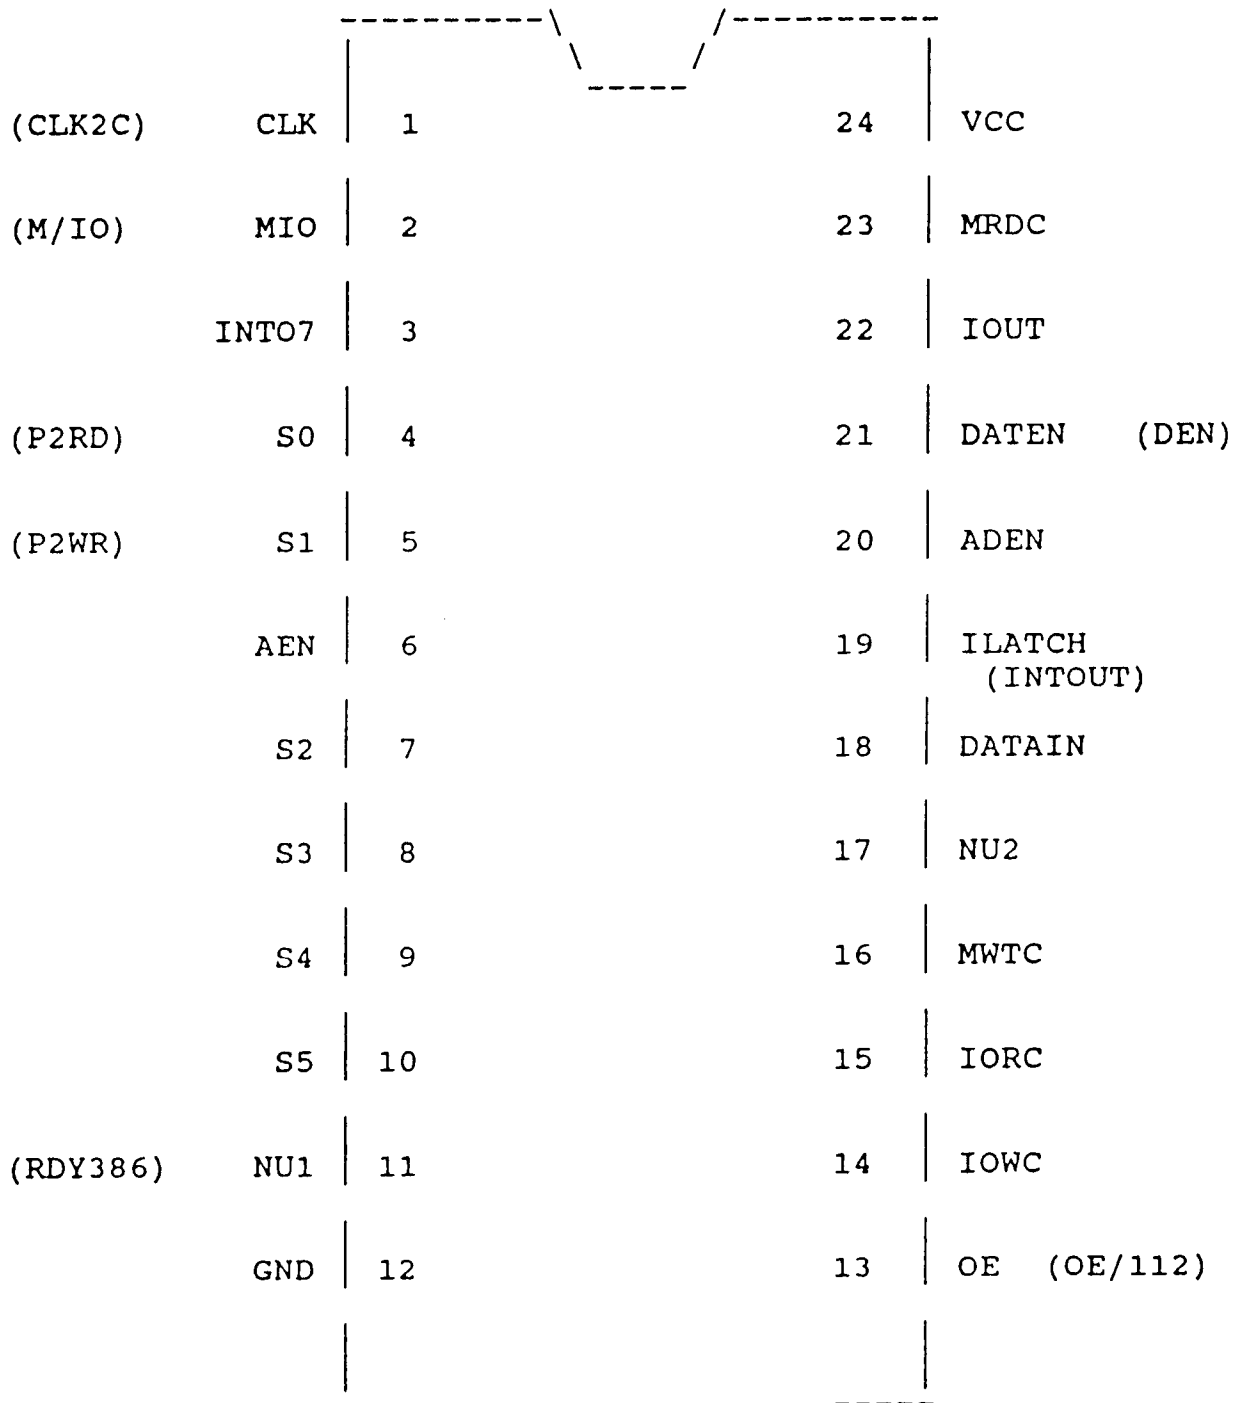 (CLK2C) CLK 1 24 VCC
(M/IO) MIO 2 23 MRDC
INTO7 3 22 IOUT
(P2RD) S0 4 21 DATEN (DEN)
(P2WR) S1 5 20 ADEN
AEN 6 19 ILATCH
(INTOUT)
S2 7 18 DATAIN
S3 8 17 NU2
S4 9 16 MWTC
S5 10 15 IORC
(RDY386) NU1 11 14 IOWC
GND 12 13 OE (OE/112)